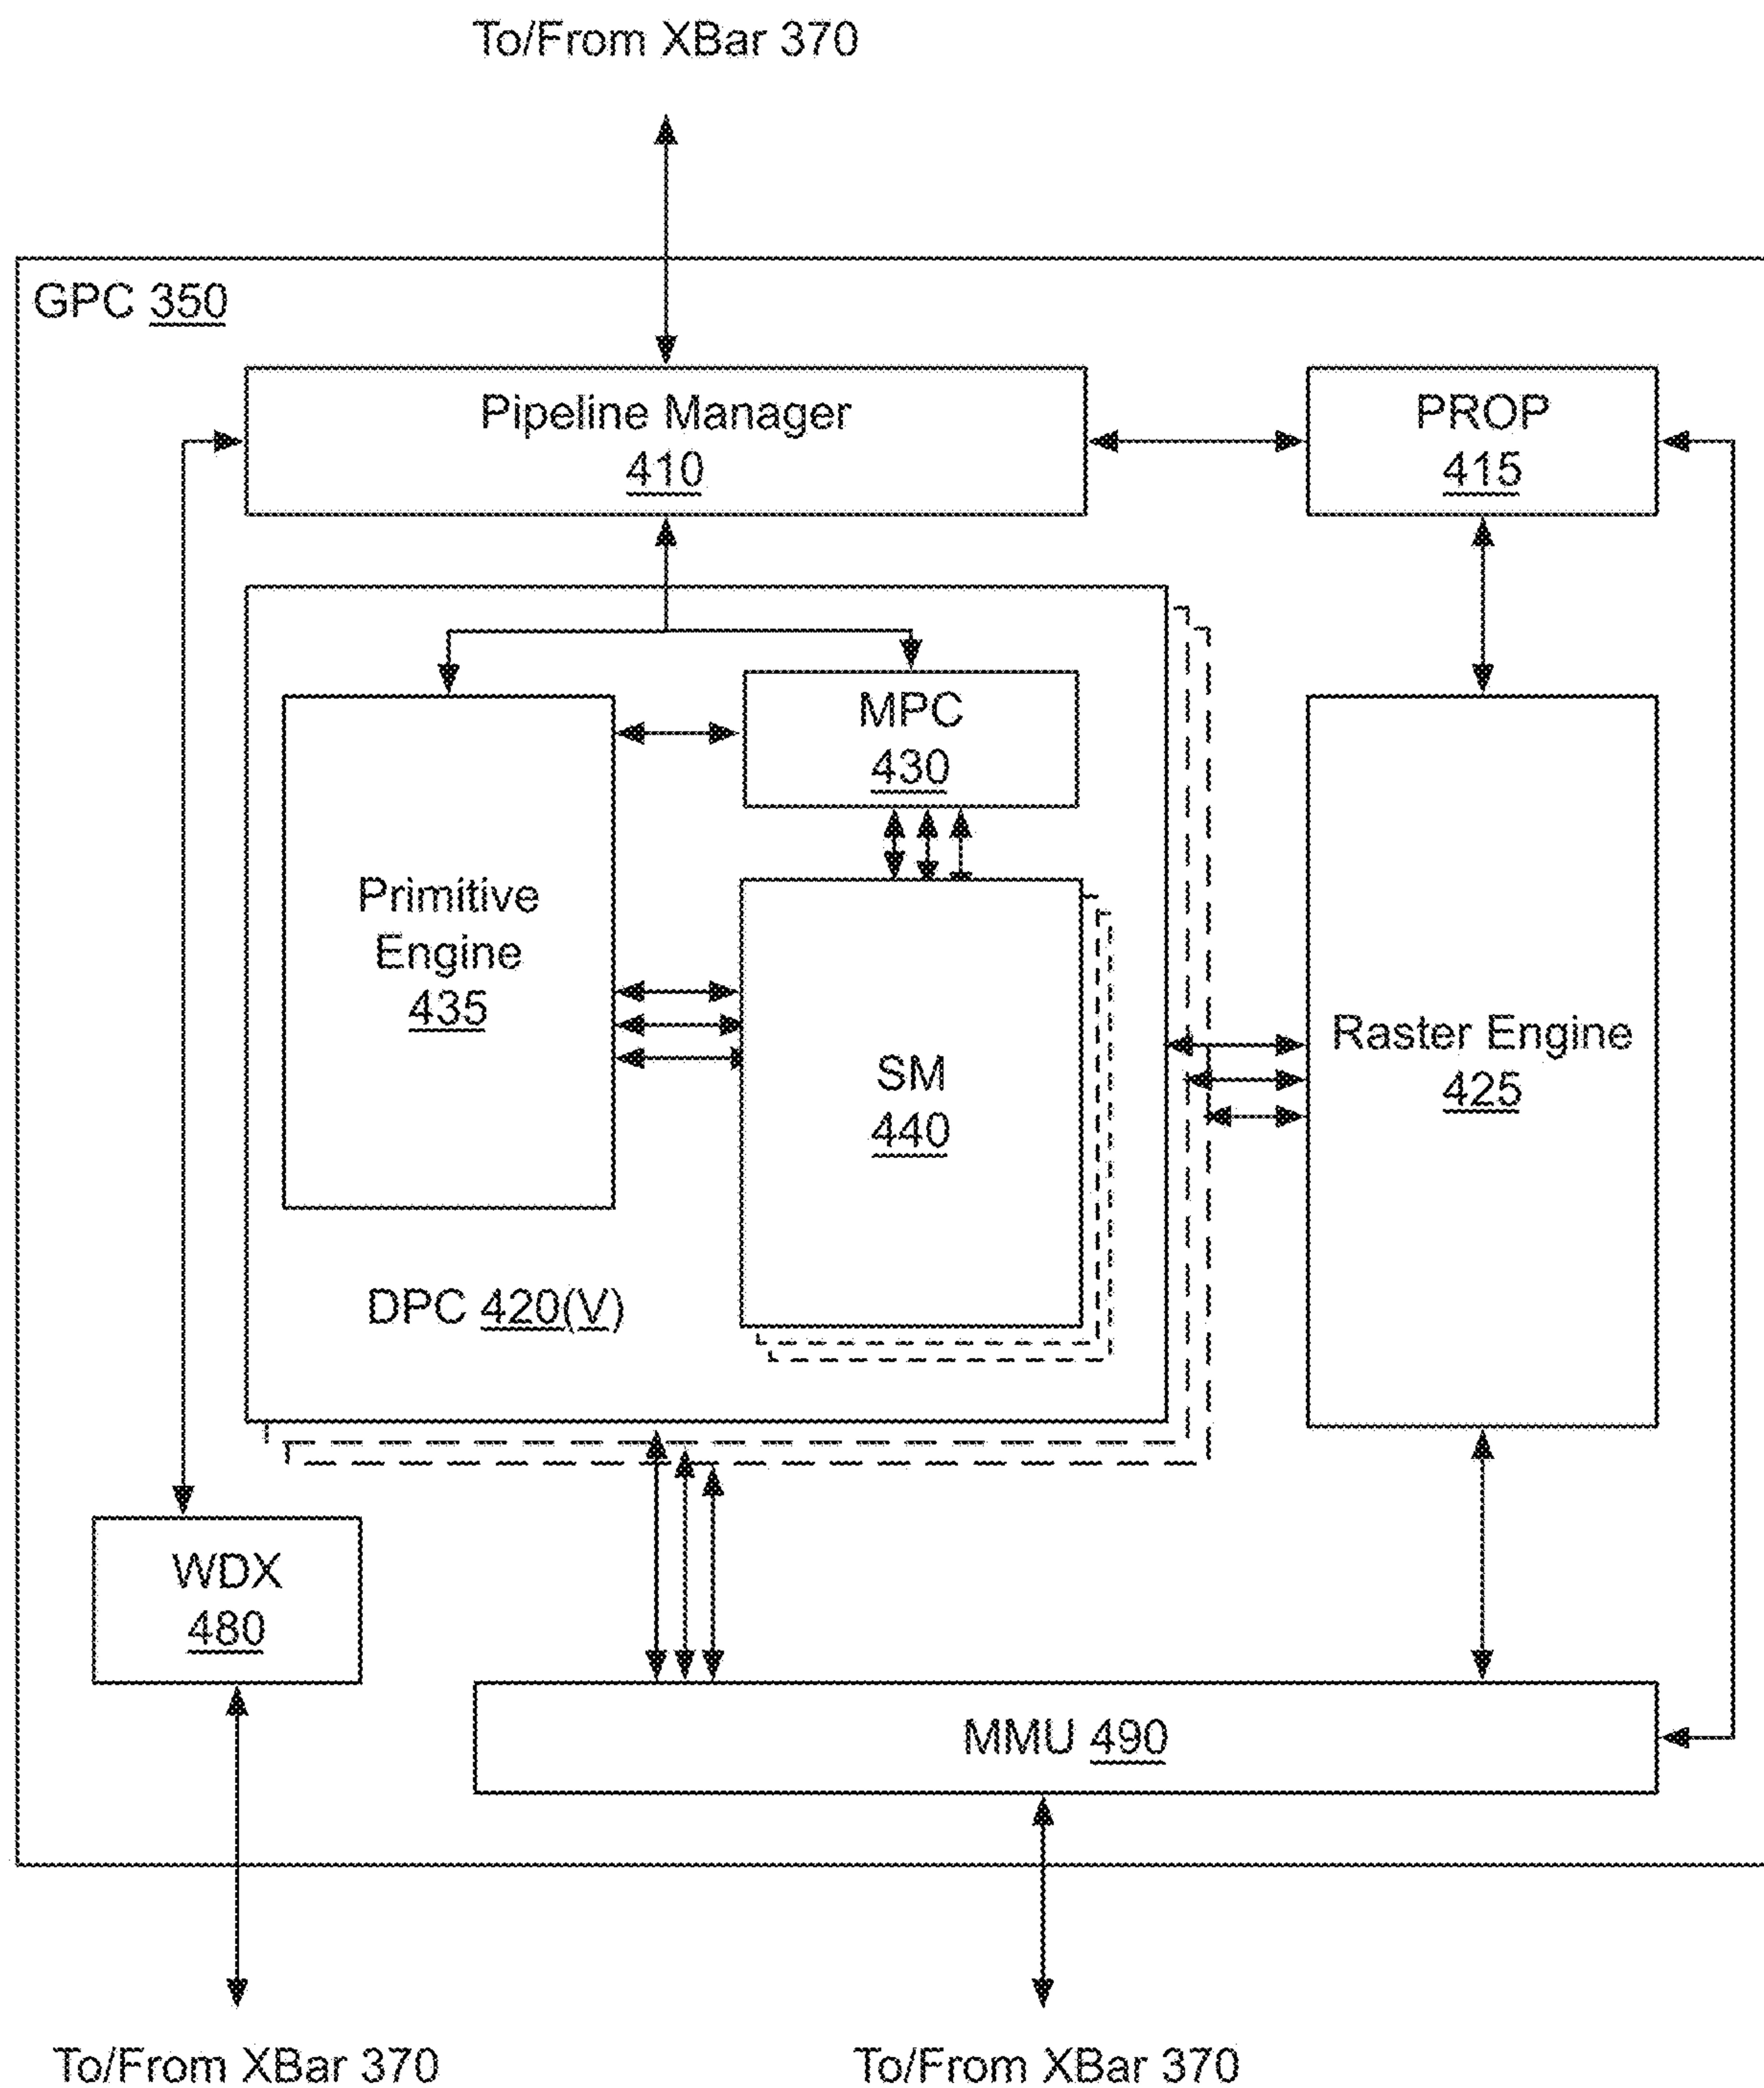 To/From XBar 370
GPC 350
Pipeline Manager
410
PROP
415
MPC
430
Primitive
Engine
435
SM
440
Raster Engine
425
DPC 420(V)
WDX
480
MMU 490
To/From XBar 370
To/From XBar 370